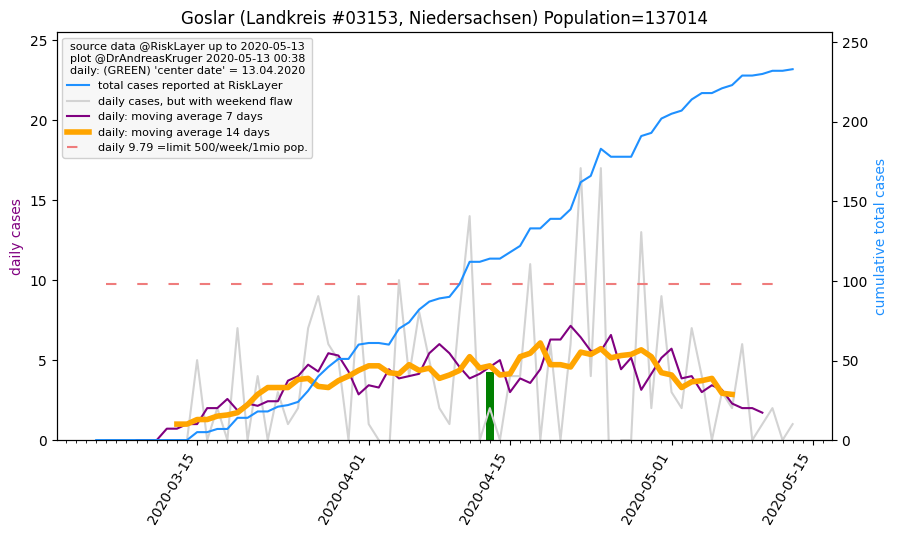 Goslar (Landkreis #03153, Niedersachsen) Population=137014
source data @RiskLayer up to 2020-05-13
plot @DrAndreasKruger 2020-05-13 00:38
daily: (GREEN) 'center date' = 13.04.2020
total cases reported at RiskLayer
daily cases, but with weekend flaw
daily: moving average 7 days
daily: moving average 14 days
daily 9.79 =limit 500/week/1mio pop.
daily cases
25
20
15
10
5
0
250
200
150
100
50
0
cumulative total cases
2020-03-15
2020-04-01
2020-04-15
2020-05-01
2020-05-15